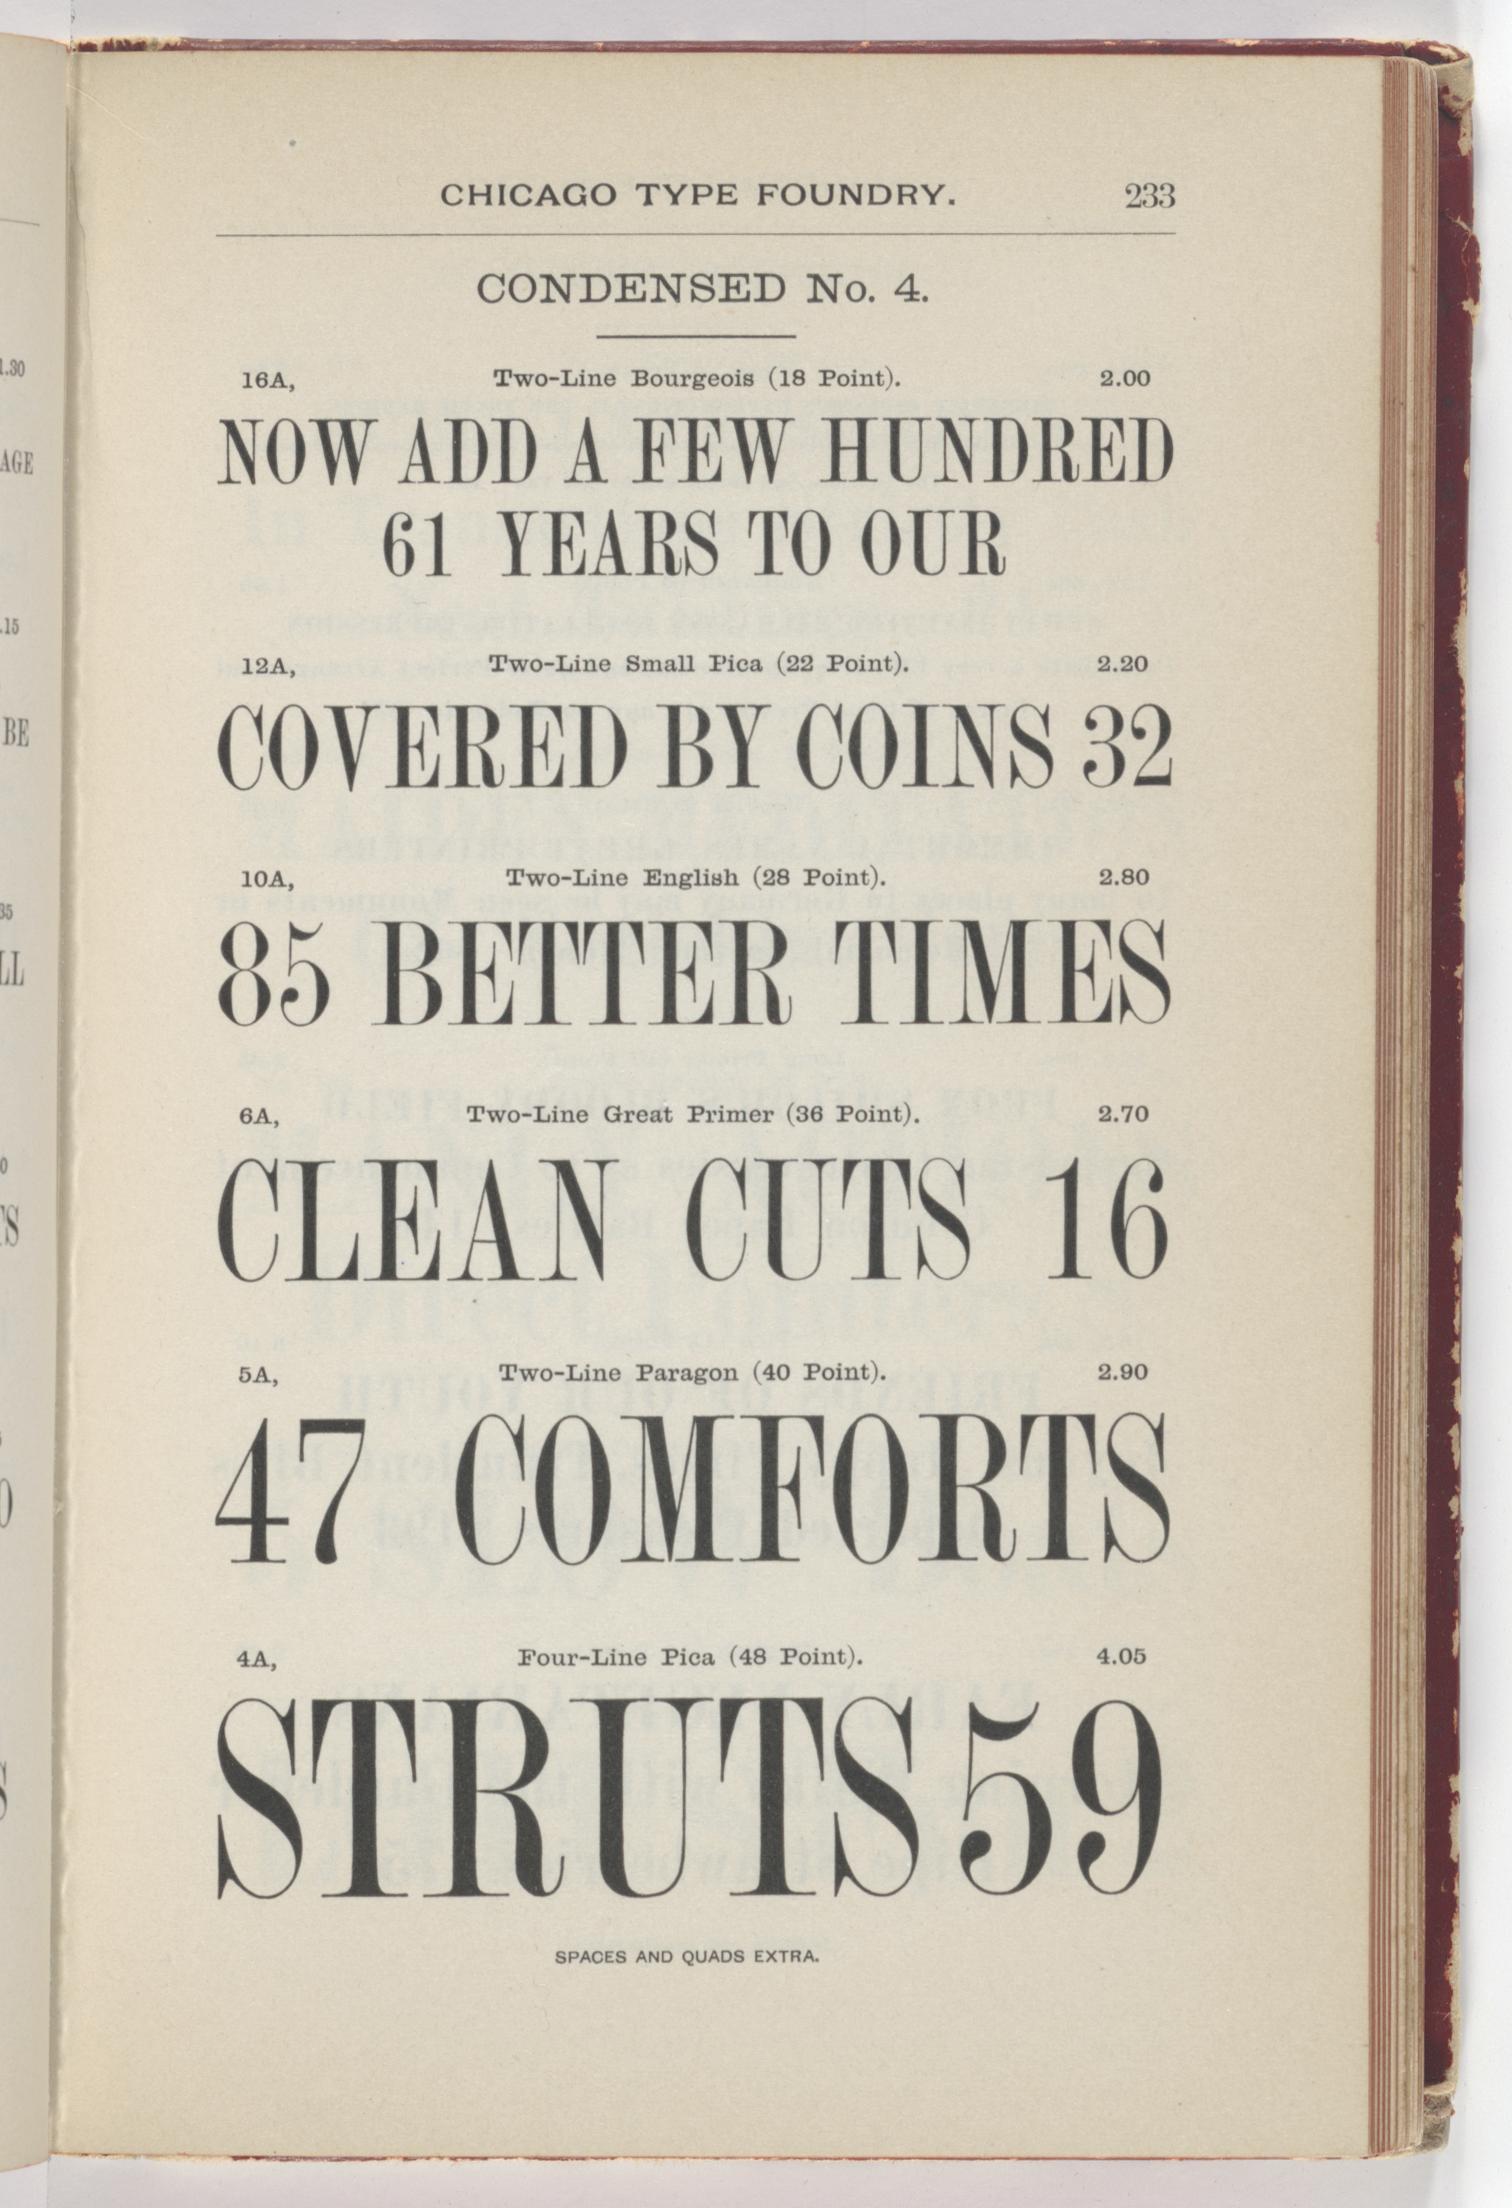 CHICAGO TYPE FOUNDRY. 233
CONDENSED No. 4.
16A, Two-Line Bourgeois (18 Point). 2.00
NOW ADD A FEW HUNDRED
61 YEARS TO OUR
12A, Two-Line Small Pica (22 Point). 2.20
COVERED BY COINS 32
10A, Two-Line English (28 Point). 2.80
85 BETTER TIMES
6A, Two-Line Great Primer (36 Point). 2.70
CLEAN CUTS 16
5A, Two-Line Paragon (40 Point). 2.90
47 COMFORTS
4A, Four-Line Pica (48 Point). 4.05
STRUTS 59
SPACES AND QUADS EXTRA.